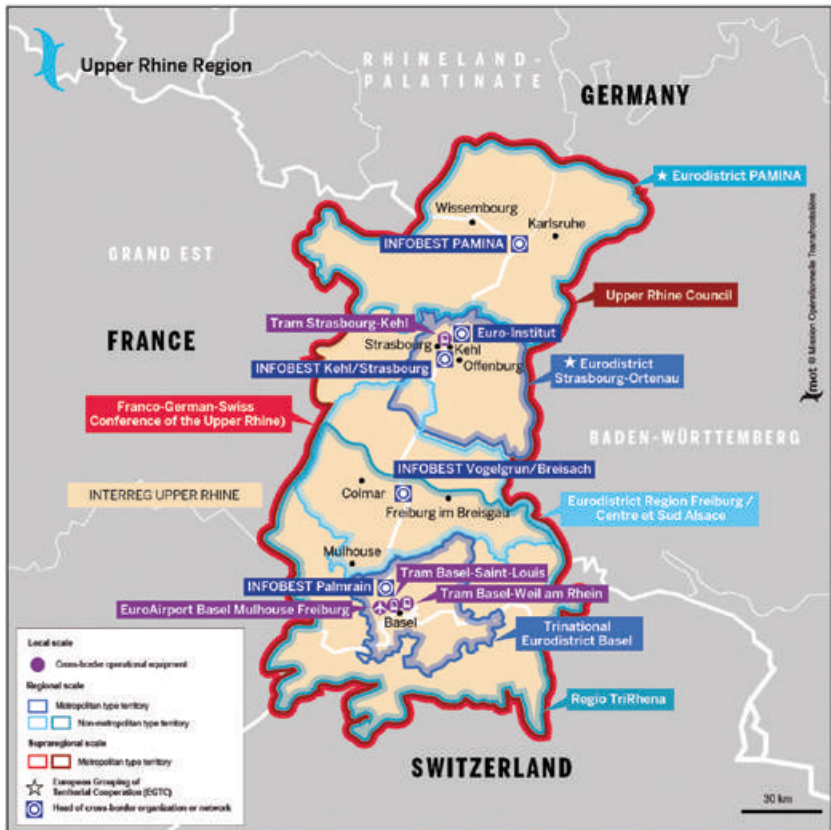 Upper Rhine Region
RHINELAND-
PALATINATE
GERMANY
★ Eurodistrict PAMINA
Wissembourg
Karlsruhe
INFOBEST PAMINA
GRAND EST
Upper Rhine Council
mot © Mission Opérationnelle Transfrontalière
FRANCE
Tram Strasbourg-Kehl
Euro-Institut
Strasbourg
Kehl
INFOBEST Kehl/Strasbourg
Offenburg
★ Eurodistrict
Strasbourg-Ortenau
Franco-German-Swiss
Conference of the Upper Rhine)
BADEN-WÜRTTEMBERG
INFOBEST Vogelgrun/Breisach
INTERREG UPPER RHINE
Colmar
Freiburg im Breisgau
Eurodistrict Region Freiburg /
Centre et Sud Alsace
Mulhouse
Tram Basel-Saint-Louis
INFOBEST Palmrain
Tram Basel-Weil am Rhein
EuroAirport Basel Mulhouse Freiburg
Basel
Trinational
Eurodistrict Basel
Regio TriRhena
SWITZERLAND
Local scale
Cross-border operational equipment
Regional scale
Metropolitan type territory
Non-metropolitan type territory
Supraregional scale
Metropolitan type territory
European Grouping of
Territorial Cooperation (EGTC)
Head of cross-border organization or network
30 km